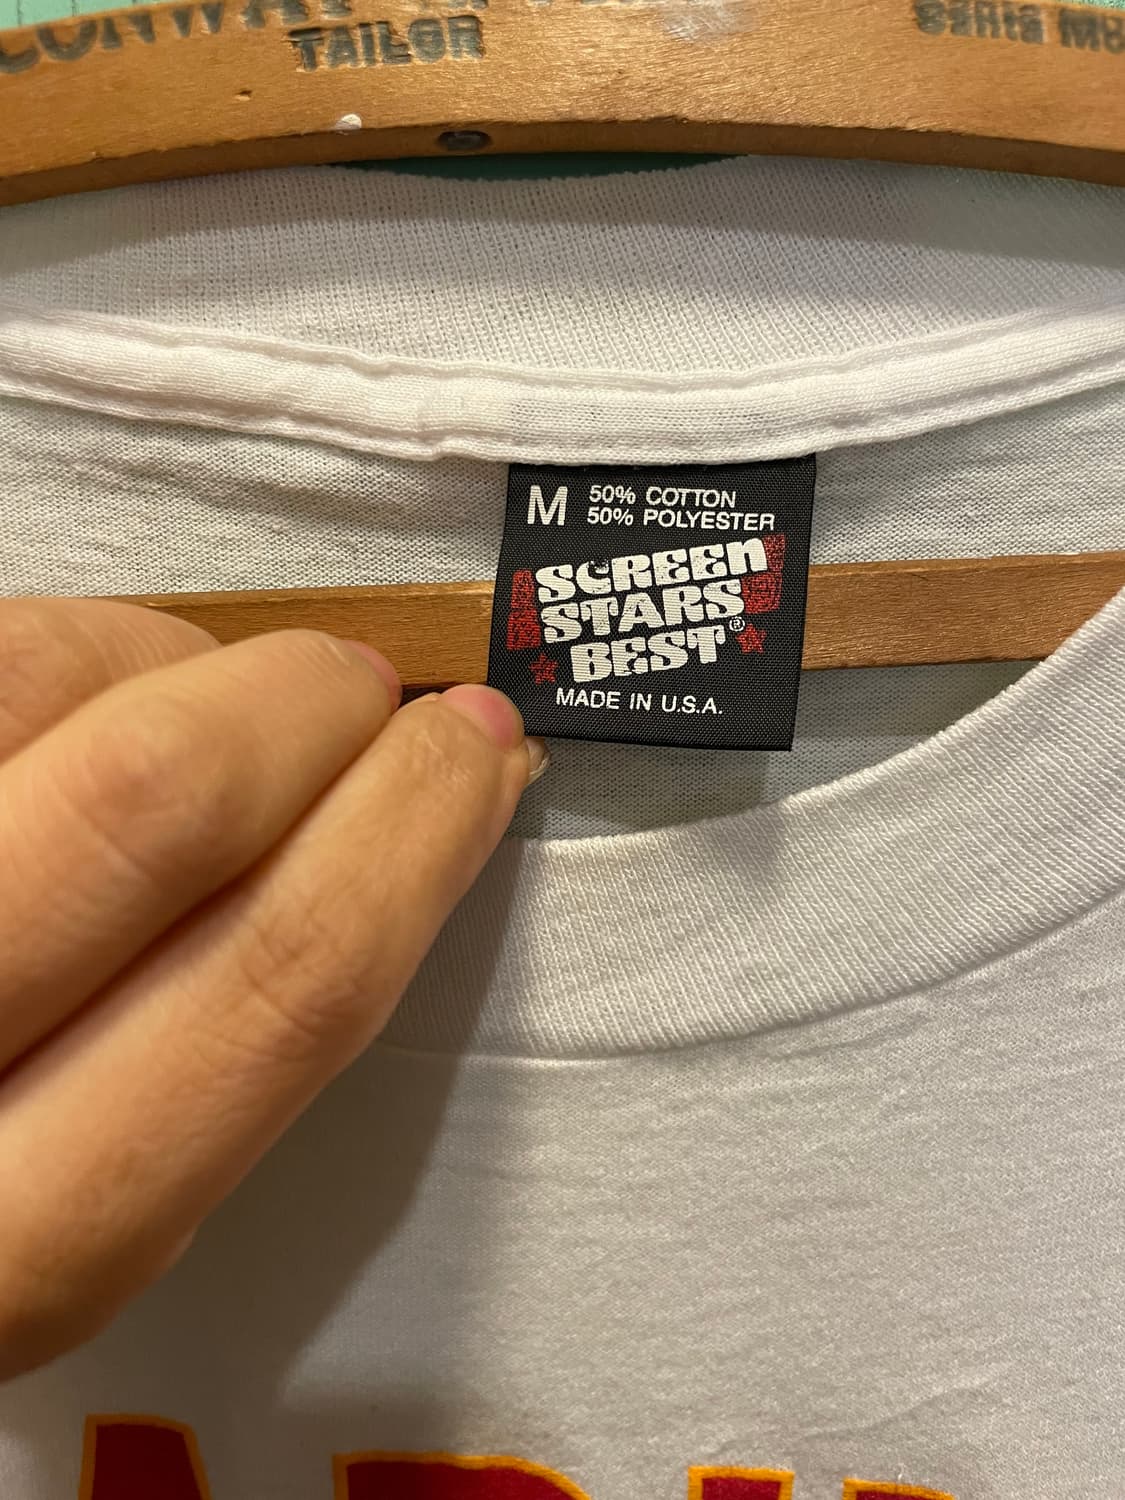 TAILOR
M 50% COTTON
50% POLYESTER
SCREEN
STARS
BEST®
MADE IN U.S.A.